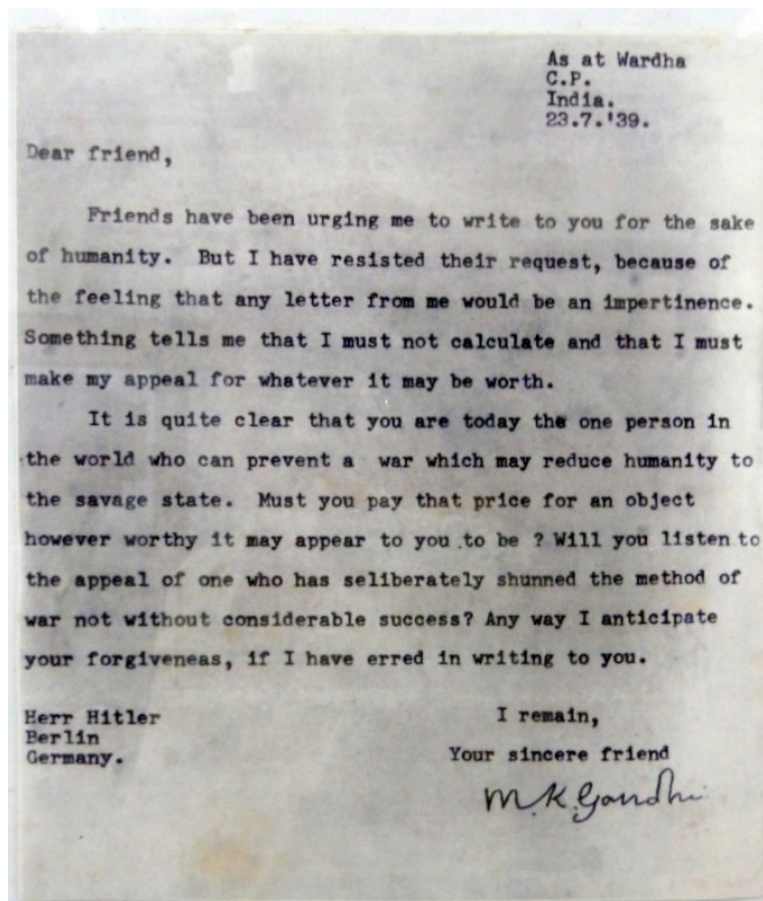 As at Wardha
C.P.
India.
23.7.'39.
Dear friend,
Friends have been urging me to write to you for the sake
of humanity. But I have resisted their request, because of
the feeling that any letter from me would be an impertinence.
Something tells me that I must not calculate and that I must
make my appeal for whatever it may be worth.
It is quite clear that you are today the one person in
the world who can prevent a war which may reduce humanity to
the savage state. Must you pay that price for an object
however worthy it may appear to you to be ? Will you listen to
the appeal of one who has seliberately shunned the method of
war not without considerable success? Any way I anticipate
your forgiveneas, if I have erred in writing to you.
Herr Hitler
Berlin
Germany.
I remain,
Your sincere friend
M.K.Gandhi